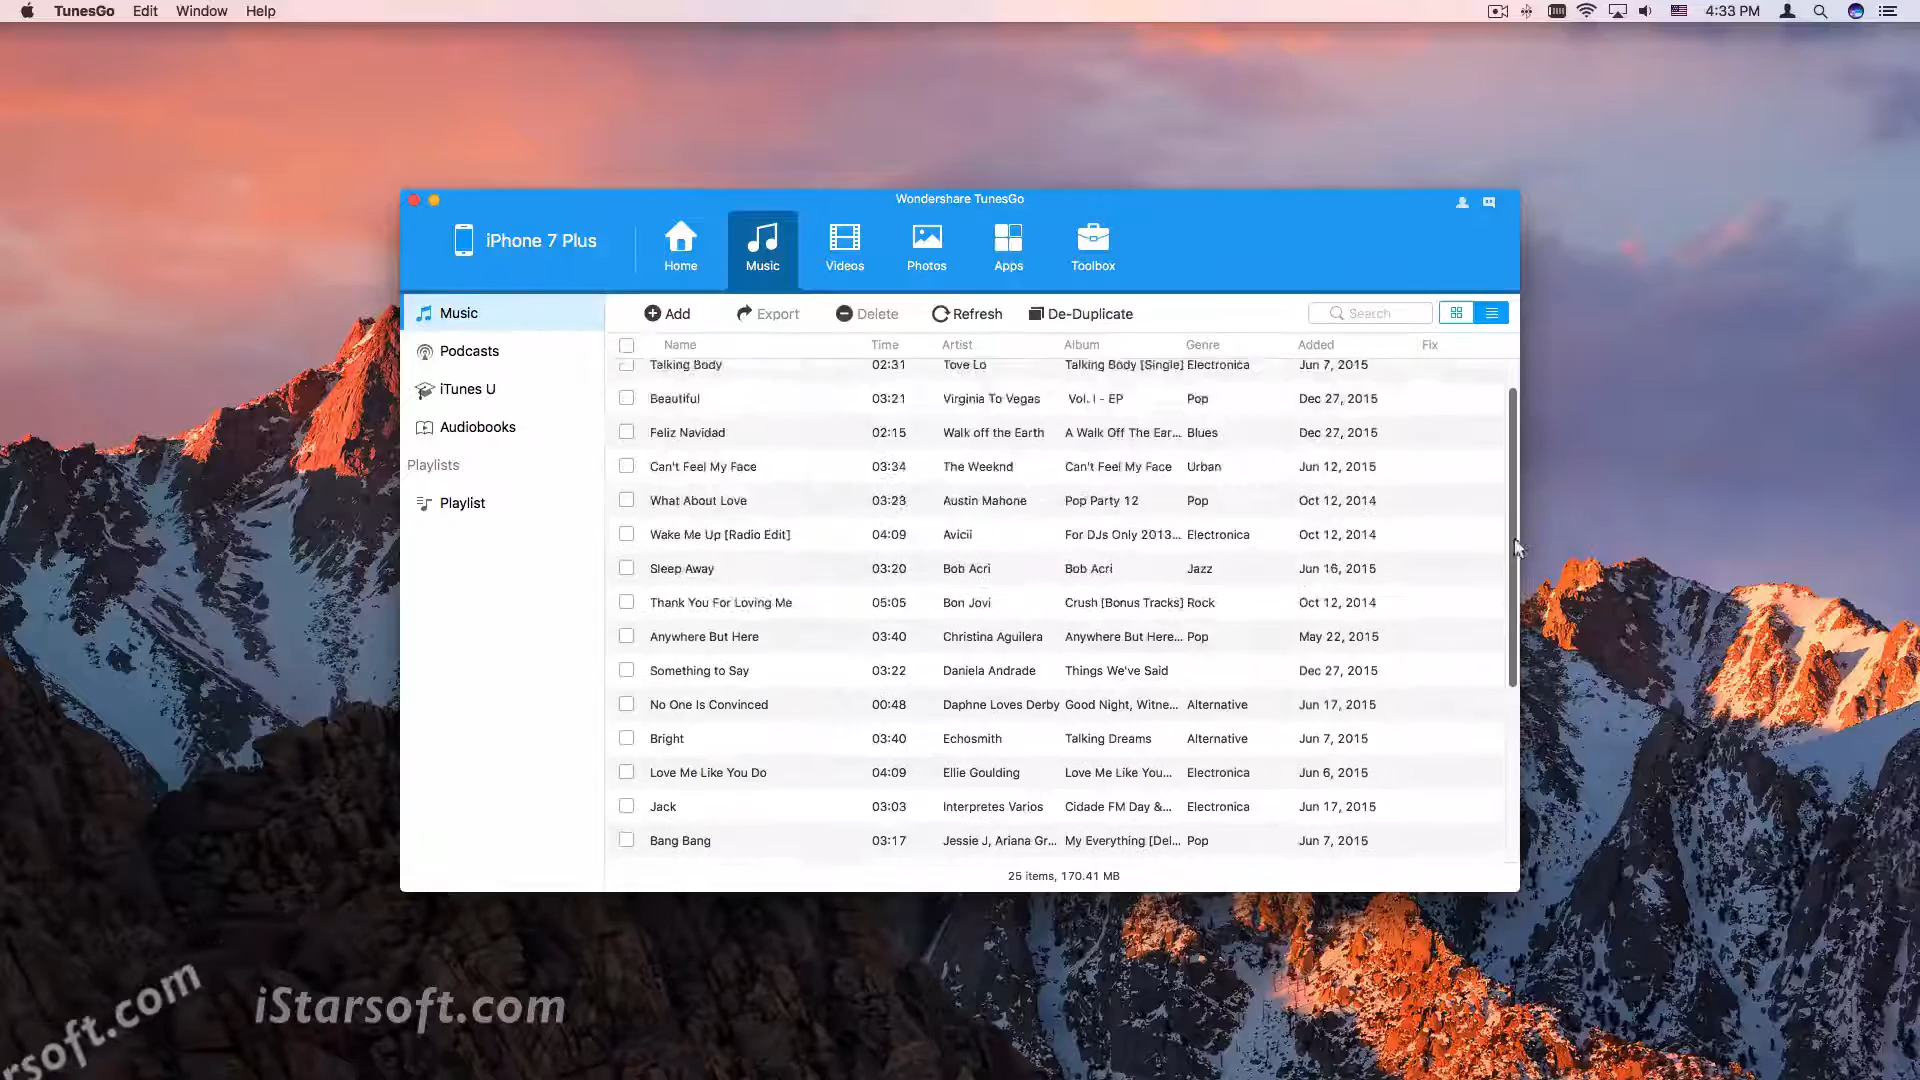 TunesGo Edit Window Help 4:33 PM
Wondershare TunesGo
iPhone 7 Plus Home Music Videos Photos Apps Toolbox
Music
Podcasts
iTunes U
Audiobooks
Playlists
Playlist
Add Export Delete Refresh De-Duplicate Search
Name Time Artist Album Genre Added Fix
Talking Body 02:31 Tove Lo Talking Body [Single] Electronica Jun 7, 2015
Beautiful 03:21 Virginia To Vegas Vol. I - EP Pop Dec 27, 2015
Feliz Navidad 02:15 Walk off the Earth A Walk Off The Ear... Blues Dec 27, 2015
Can't Feel My Face 03:34 The Weeknd Can't Feel My Face Urban Jun 12, 2015
What About Love 03:23 Austin Mahone Pop Party 12 Pop Oct 12, 2014
Wake Me Up [Radio Edit] 04:09 Avicii For DJs Only 2013... Electronica Oct 12, 2014
Sleep Away 03:20 Bob Acri Bob Acri Jazz Jun 16, 2015
Thank You For Loving Me 05:05 Bon Jovi Crush [Bonus Tracks] Rock Oct 12, 2014
Anywhere But Here 03:40 Christina Aguilera Anywhere But Here... Pop May 22, 2015
Something to Say 03:22 Daniela Andrade Things We've Said Dec 27, 2015
No One Is Convinced 00:48 Daphne Loves Derby Good Night, Witne... Alternative Jun 17, 2015
Bright 03:40 Echosmith Talking Dreams Alternative Jun 7, 2015
Love Me Like You Do 04:09 Ellie Goulding Love Me Like You... Electronica Jun 6, 2015
Jack 03:03 Interpretes Varios Cidade FM Day &... Electronica Jun 17, 2015
Bang Bang 03:17 Jessie J, Ariana Gr... My Everything [Del... Pop Jun 7, 2015
25 items, 170.41 MB
iStarsoft.com
rsoft.com